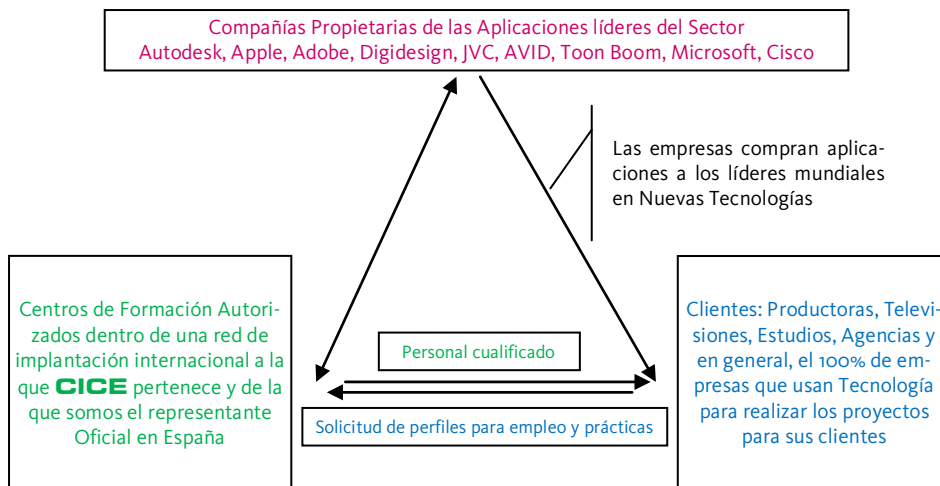 Compañías Propietarias de las Aplicaciones líderes del Sector
Autodesk, Apple, Adobe, Digidesign, JVC, AVID, Toon Boom, Microsoft, Cisco
Las empresas compran aplica-
ciones a los líderes mundiales
en Nuevas Tecnologías
Centros de Formación Autori-
zados dentro de una red de
implantación internacional a la
que CICE pertenece y de la
que somos el representante
Oficial en España
Personal cualificado
Solicitud de perfiles para empleo y prácticas
Clientes: Productoras, Televi-
siones, Estudios, Agencias y
en general, el 100% de em-
presas que usan Tecnología
para realizar los proyectos
para sus clientes